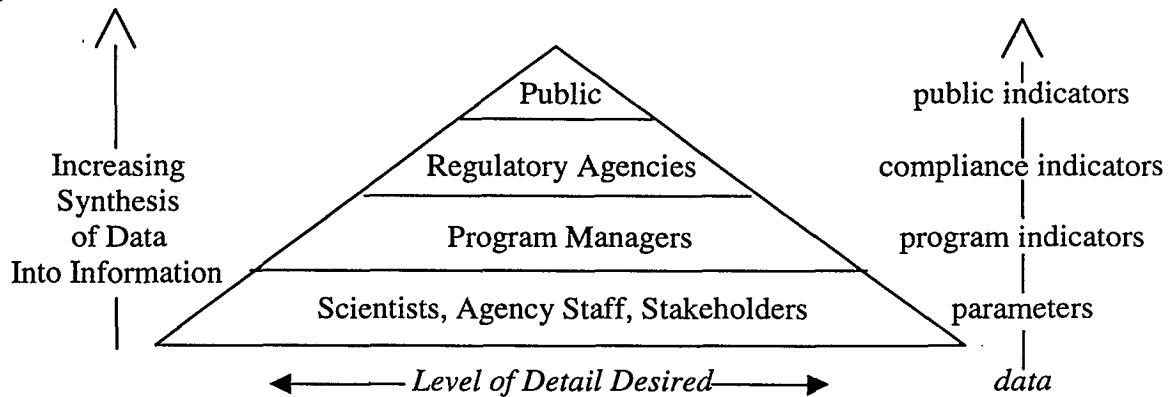 Public
public indicators
Increasing
Synthesis
of Data
Into Information
Regulatory Agencies
compliance indicators
Program Managers
program indicators
Scientists, Agency Staff, Stakeholders
parameters
Level of Detail Desired
data